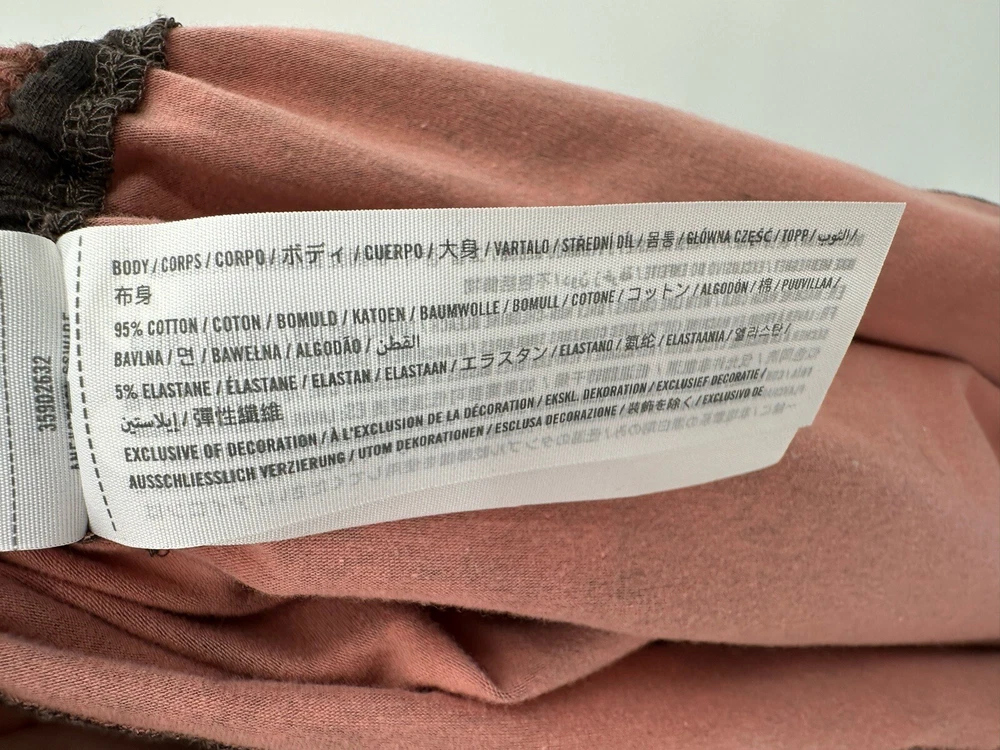 BODY / CORPS / CORPO / ボディ / CUERPO / 大身 / VARTALO / STŘEDNÍ DÍL / 몸통 / GŁÓWNA CZĘŚĆ / TOPP / الثوب /
布身
95% COTTON / COTON / BOMULD / KATOEN / BAUMWOLLE / BOMULL / COTONE / コットン / ALGODÓN / 棉 / PUUVILLAA /
BAVLNA / 면 / BAWEŁNA / ALGODÃO / القطن
5% ELASTANE / ÉLASTANE / ELASTAN / ELASTAAN / エラスタン / ELASTANO / 氨纶 / ELASTAANIA / 엘라스탄 /
إيلاستين / 彈性纖維
EXCLUSIVE OF DECORATION / À L'EXCLUSION DE LA DÉCORATION / EKSKL. DEKORATION / EXCLUSIEF DECORATIE /
AUSSCHLIESSLICH VERZIERUNG / UTOM DEKORATIONEN / ESCLUSA DECORAZIONE / 装飾を除く / EXCLUSIVO DE
35902632